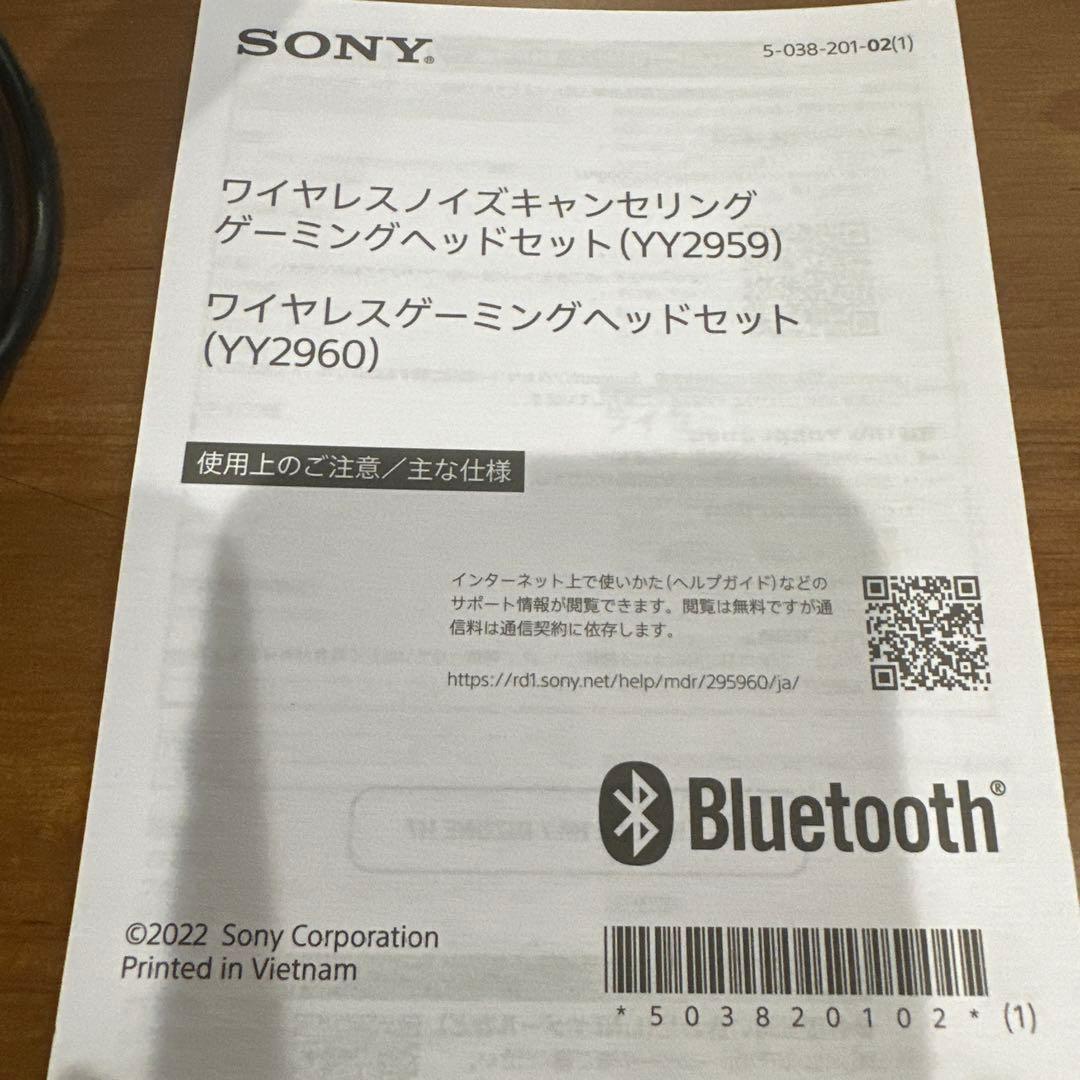 SONY®
5-038-201-02(1)
ワイヤレスノイズキャンセリング
ゲーミングヘッドセット(YY2959)
ワイヤレスゲーミングヘッドセット
(YY2960)
使用上のご注意／主な仕様
インターネット上で使いかた(ヘルプガイド)などの
サポート情報が閲覧できます。閲覧は無料ですが通
信料は通信契約に依存します。
https://rd1.sony.net/help/mdr/295960/ja/
Bluetooth®
©2022 Sony Corporation
Printed in Vietnam
*503820102*(1)